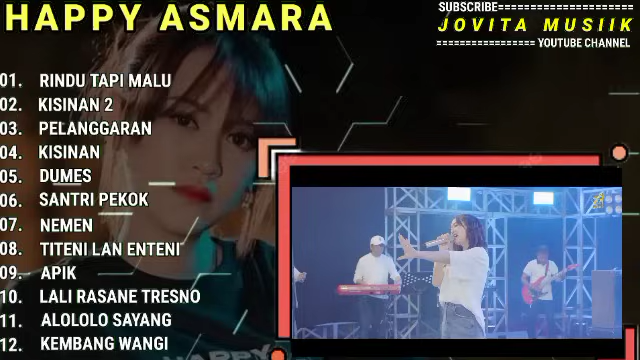 HAPPY ASMARA
SUBSCRIBE=====================
JOVITA MUSIIK
================ YOUTUBE CHANNEL
01. RINDU TAPI MALU
02. KISINAN 2
03. PELANGGARAN
04. KISINAN
05. DUMES
06. SANTRI PEKOK
07. NEMEN
08. TITENI LAN ENTENI
09. APIK
10. LALI RASANE TRESNO
11. ALOLOLO SAYANG
12. KEMBANG WANGI
HAPPY